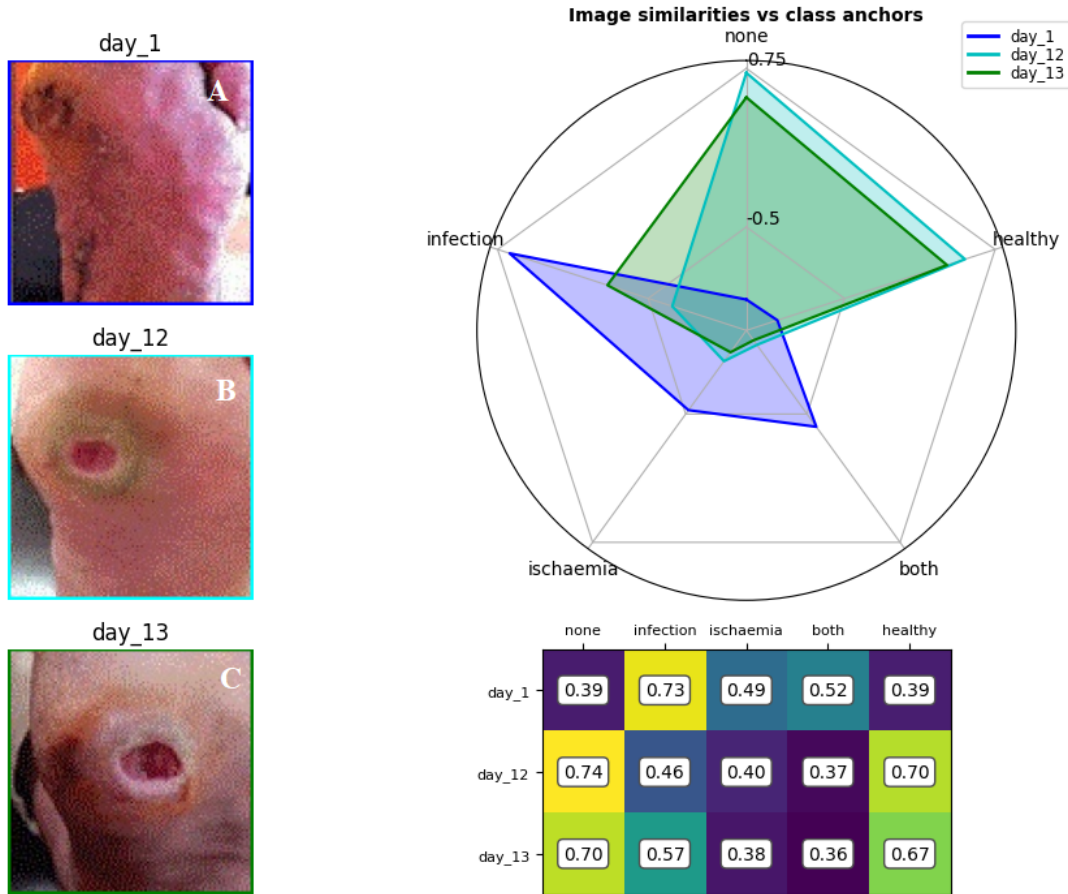 day_1
A
day_12
B
day_13
C
Image similarities vs class anchors
none
day_1
day_12
day_13
-0.75
-0.5
infection
healthy
ischaemia
both
none infection ischaemia both healthy
day_1 0.39 0.73 0.49 0.52 0.39
day_12 0.74 0.46 0.40 0.37 0.70
day_13 0.70 0.57 0.38 0.36 0.67